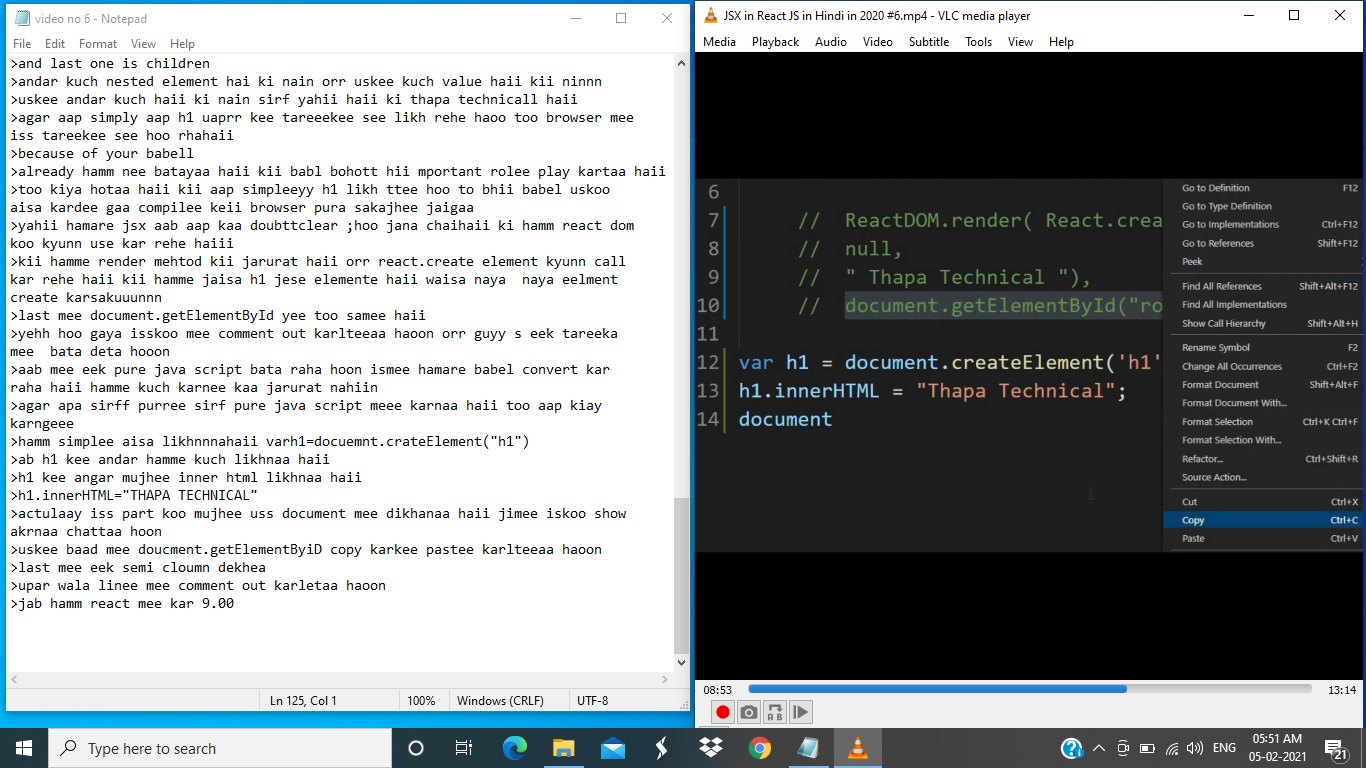 video no 6 - Notepad
File Edit Format View Help
>and last one is children
>andar kuch nested element hai ki nain orr uskee kuch value haii kii ninnn
>uskee andar kuch haii ki nain sirf yahii haii ki thapa technicall haii
>agar aap simply aap h1 uaprr kee tareeekee see likh rehe haoo too browser mee
iss tareekee see hoo rhahaii
>because of your babell
>already hamm nee batayaa haii kii babl bohott hii mportant rolee play kartaa haii
>too kiya hotaa haii kii aap simpleeyy h1 likh ttee hoo to bhii babel uskoo
aisa kardee gaa compilee keii browser pura sakajhee jaigaa
>yahii hamare jsx aab aap kaa doubttclear ;hoo jana chaihaii ki hamm react dom
koo kyunn use kar rehe haiii
>kii hamme render mehtod kii jarurat haii orr react.create element kyunn call
kar rehe haii kii hamme jaisa h1 jese elemente haii waisa naya  naya eelment
create karsakuuunnn
>last mee document.getElementById yee too samee haii
>yehh hoo gaya isskoo mee comment out karlteeaa haoon orr guyy s eek tareeka
mee  bata deta hooon
>aab mee eek pure java script bata raha hoon ismee hamare babel convert kar
raha haii hamme kuch karnee kaa jarurat nahiin
>agar apa sirff purree sirf pure java script meee karnaa haii too aap kiay
karngeee
>hamm simplee aisa likhnnnahaii varh1=docuemnt.crateElement("h1")
>ab h1 kee andar hamme kuch likhnaa haii
>h1 kee angar mujhee inner html likhnaa haii
>h1.innerHTML="THAPA TECHNICAL"
>actulaay iss part koo mujhee uss document mee dikhanaa haii jimee iskoo show
akrnaa chattaa hoon
>uskee baad mee doucment.getElementByiD copy karkee pastee karlteeaa haoon
>last mee eek semi cloumn dekhea
>upar wala linee mee comment out karletaa haoon
>jab hamm react mee kar 9.00
Ln 125, Col 1 100% Windows (CRLF) UTF-8
JSX in React JS in Hindi in 2020 #6.mp4 - VLC media player
Media Playback Audio Video Subtitle Tools View Help
6
7 // ReactDOM.render( React.crea
8 // null,
9 // " Thapa Technical "),
10 // document.getElementById("ro
11
12 var h1 = document.createElement('h1'
13 h1.innerHTML = "Thapa Technical";
14 document
Go to Definition F12
Go to Type Definition
Go to Implementations Ctrl+F12
Go to References Shift+F12
Peek
Find All References Shift+Alt+F12
Find All Implementations
Show Call Hierarchy Shift+Alt+H
Rename Symbol F2
Change All Occurrences Ctrl+F2
Format Document Shift+Alt+F
Format Document With...
Format Selection Ctrl+K Ctrl+F
Format Selection With...
Refactor... Ctrl+Shift+R
Source Action...
Cut Ctrl+X
Copy Ctrl+C
Paste Ctrl+V
08:53 13:14
A B
Type here to search
ENG
05:51 AM
05-02-2021
21